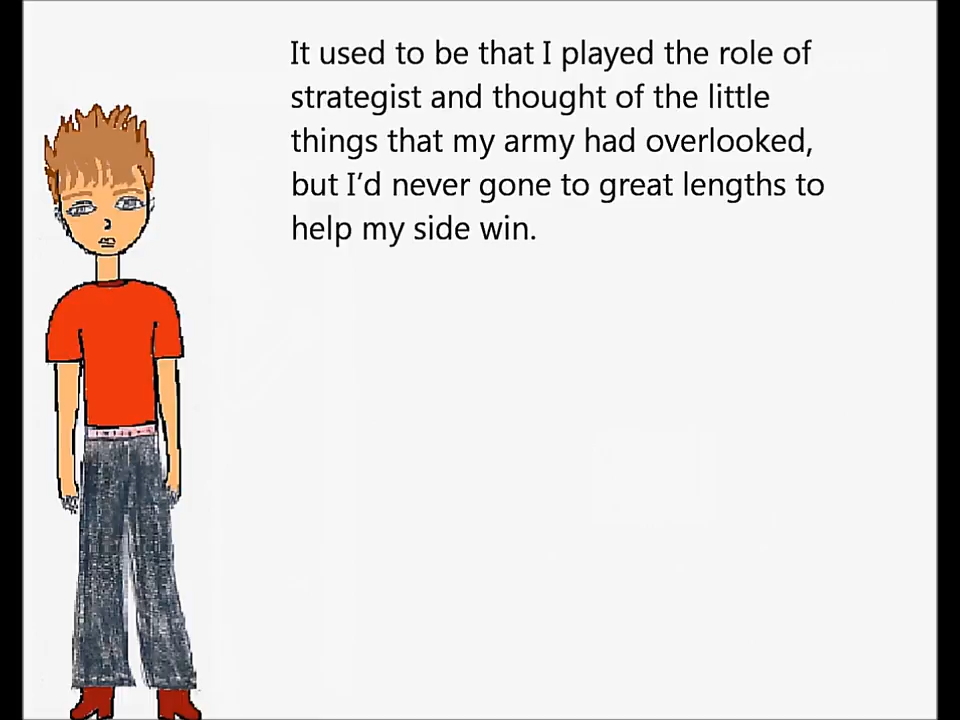 It used to be that I played the role of
strategist and thought of the little
things that my army had overlooked,
but I’d never gone to great lengths to
help my side win.